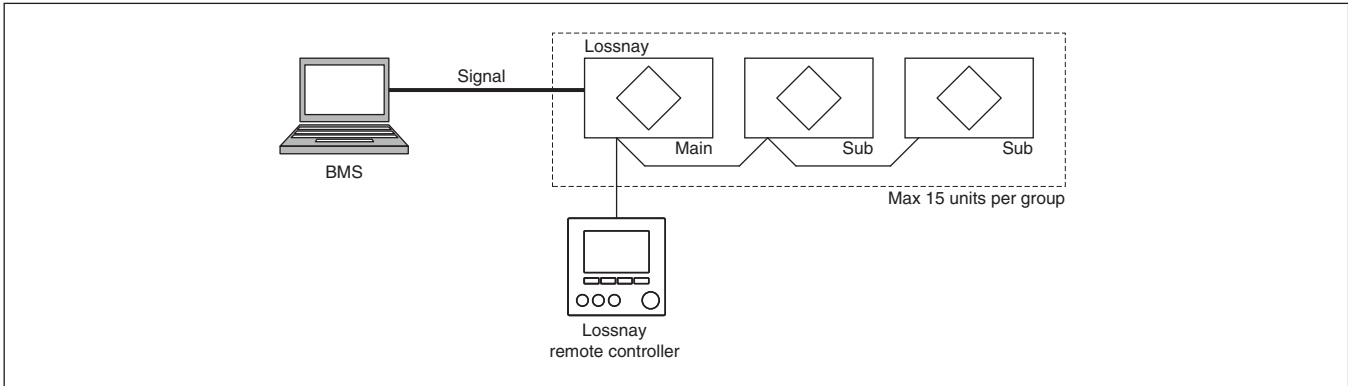 Lossnay
Signal
Main
Sub
Sub
BMS
Max 15 units per group
Lossnay
remote controller